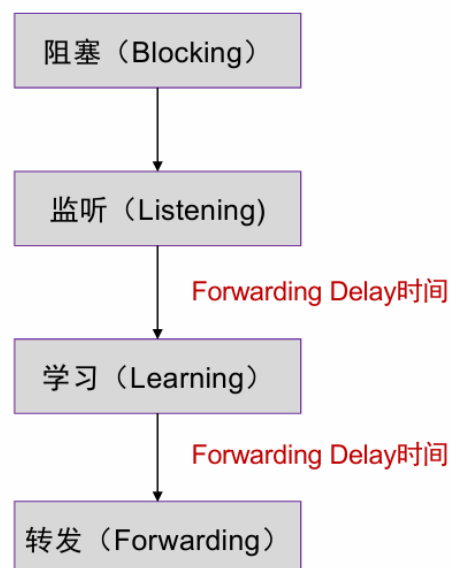 阻塞（Blocking）
监听（Listening)
Forwarding Delay时间
学习（Learning）
Forwarding Delay时间
转发（Forwarding）